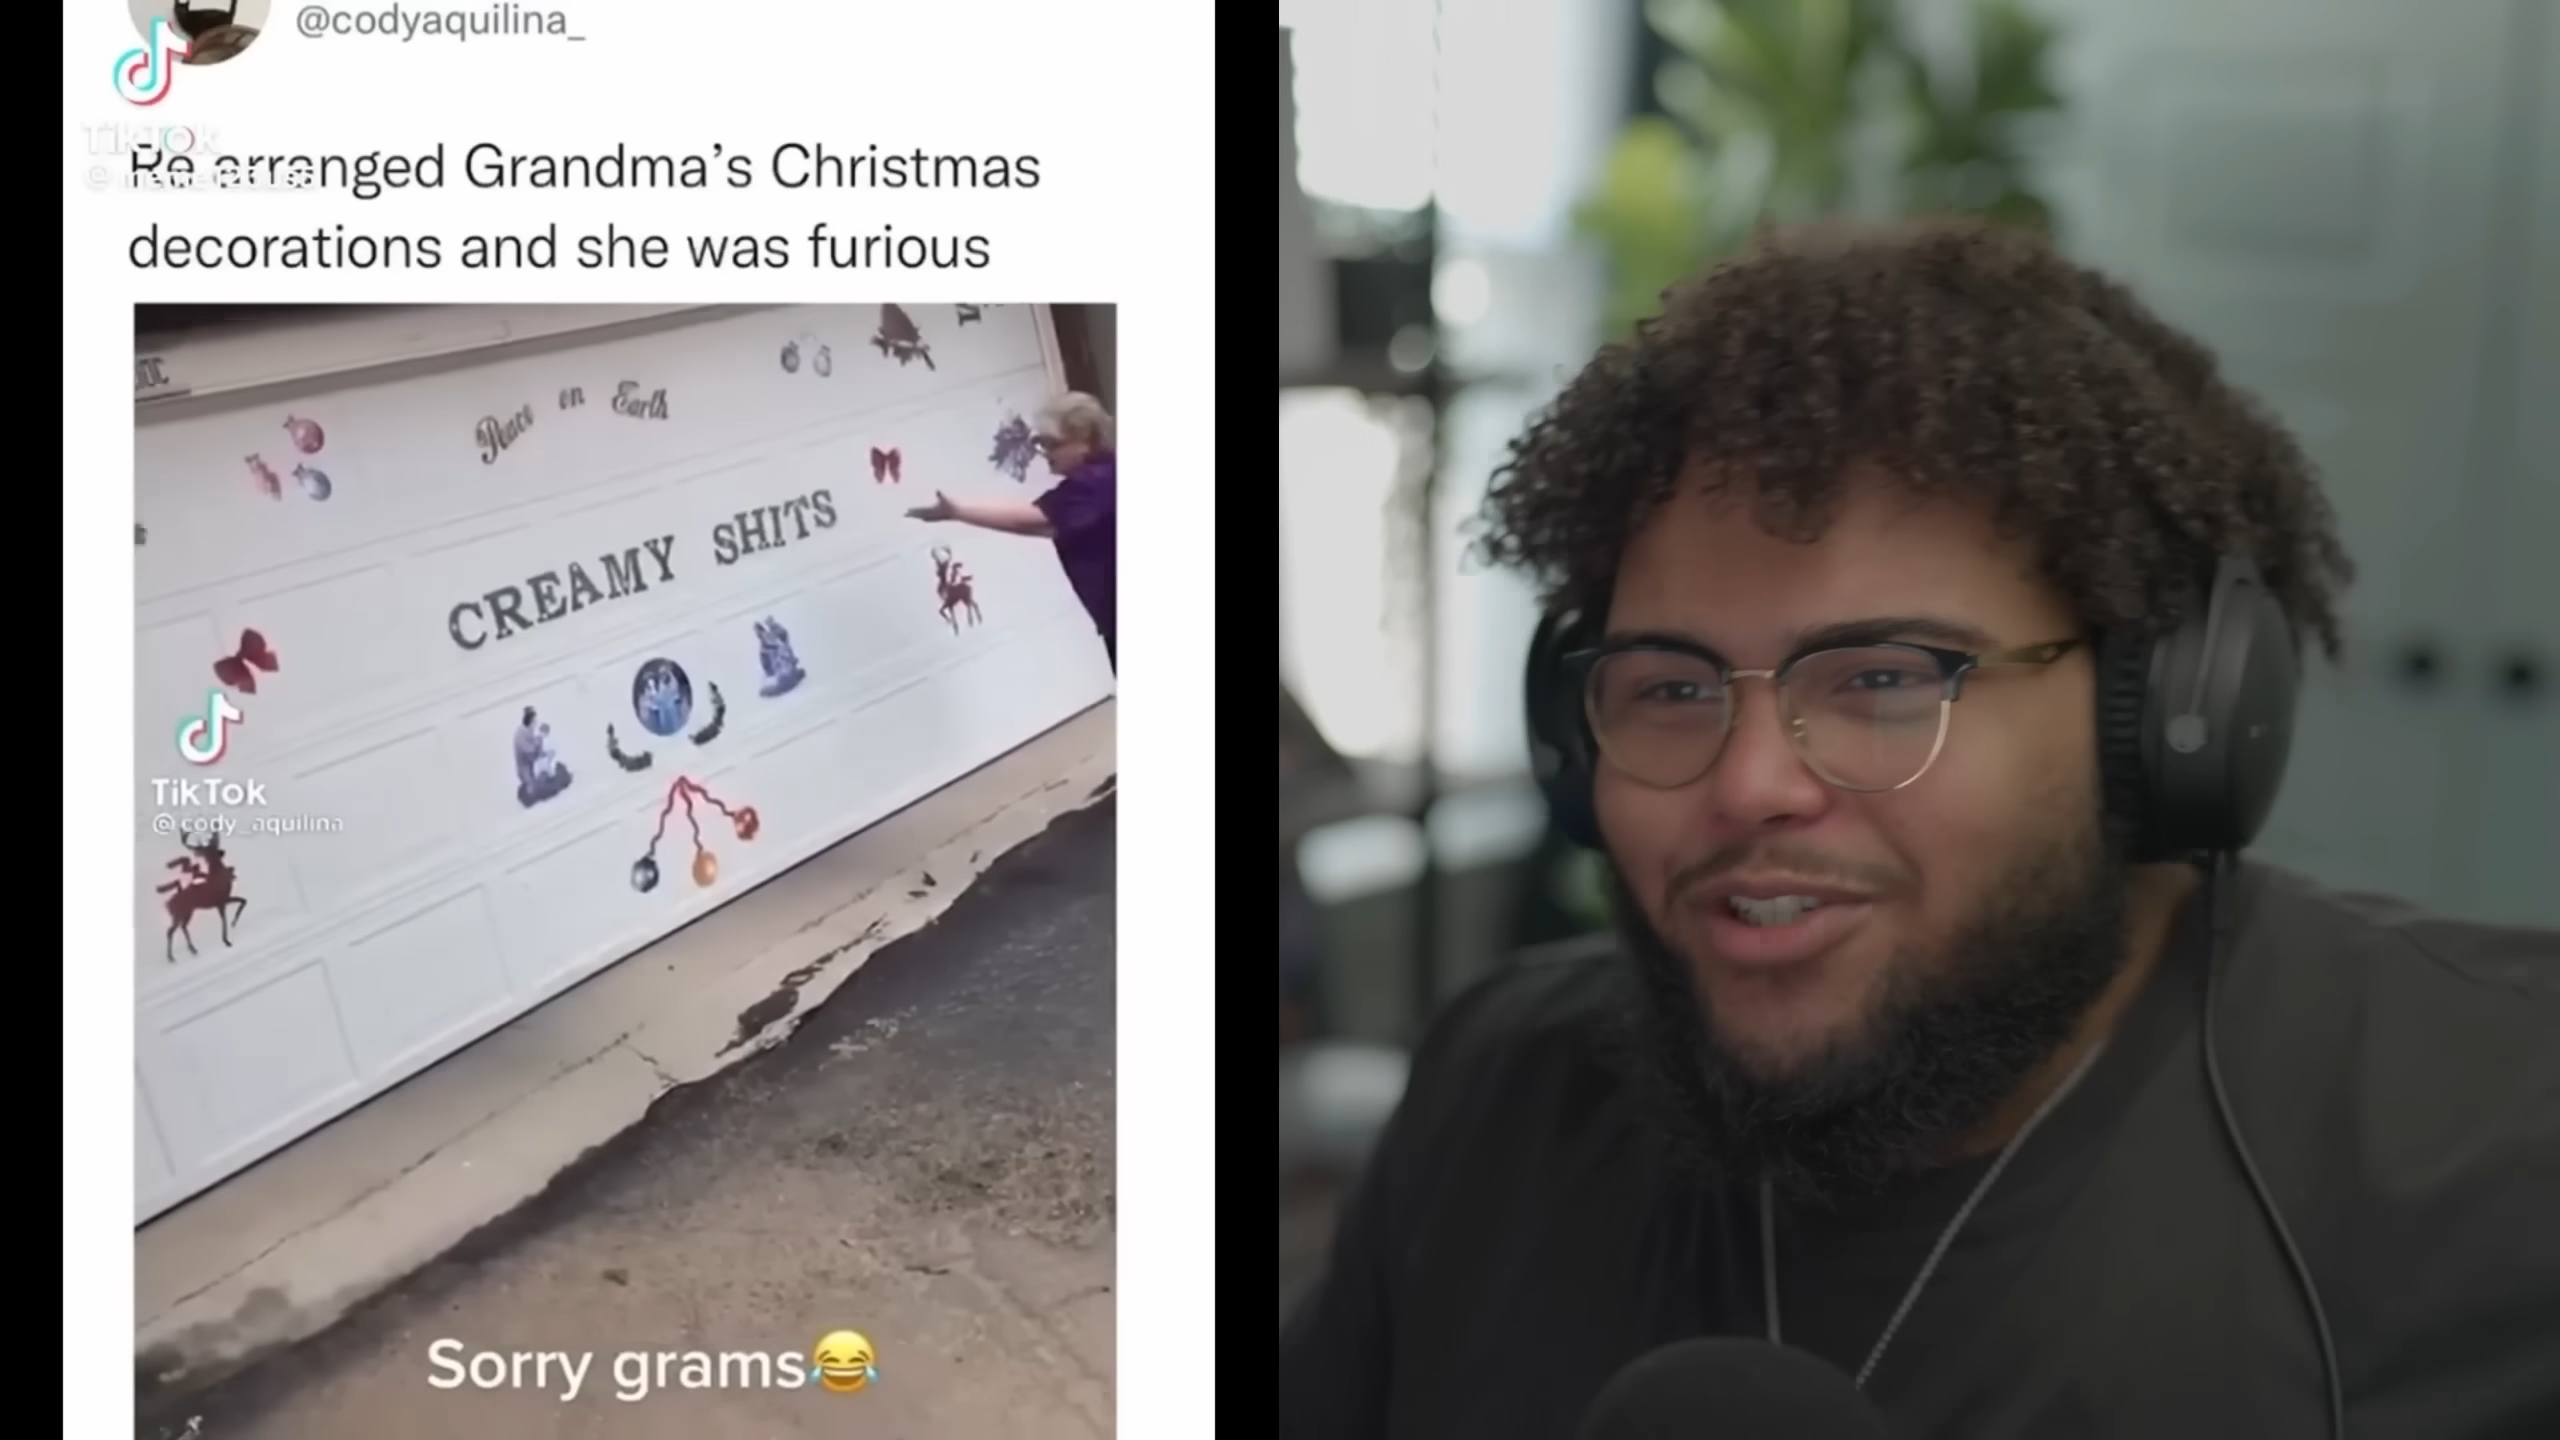 @codyaquilina_
TikTok
Re-arranged Grandma's Christmas
decorations and she was furious
Peace on Earth
CREAMY SHITS
TikTok
@cody_aquilina
Sorry grams😂